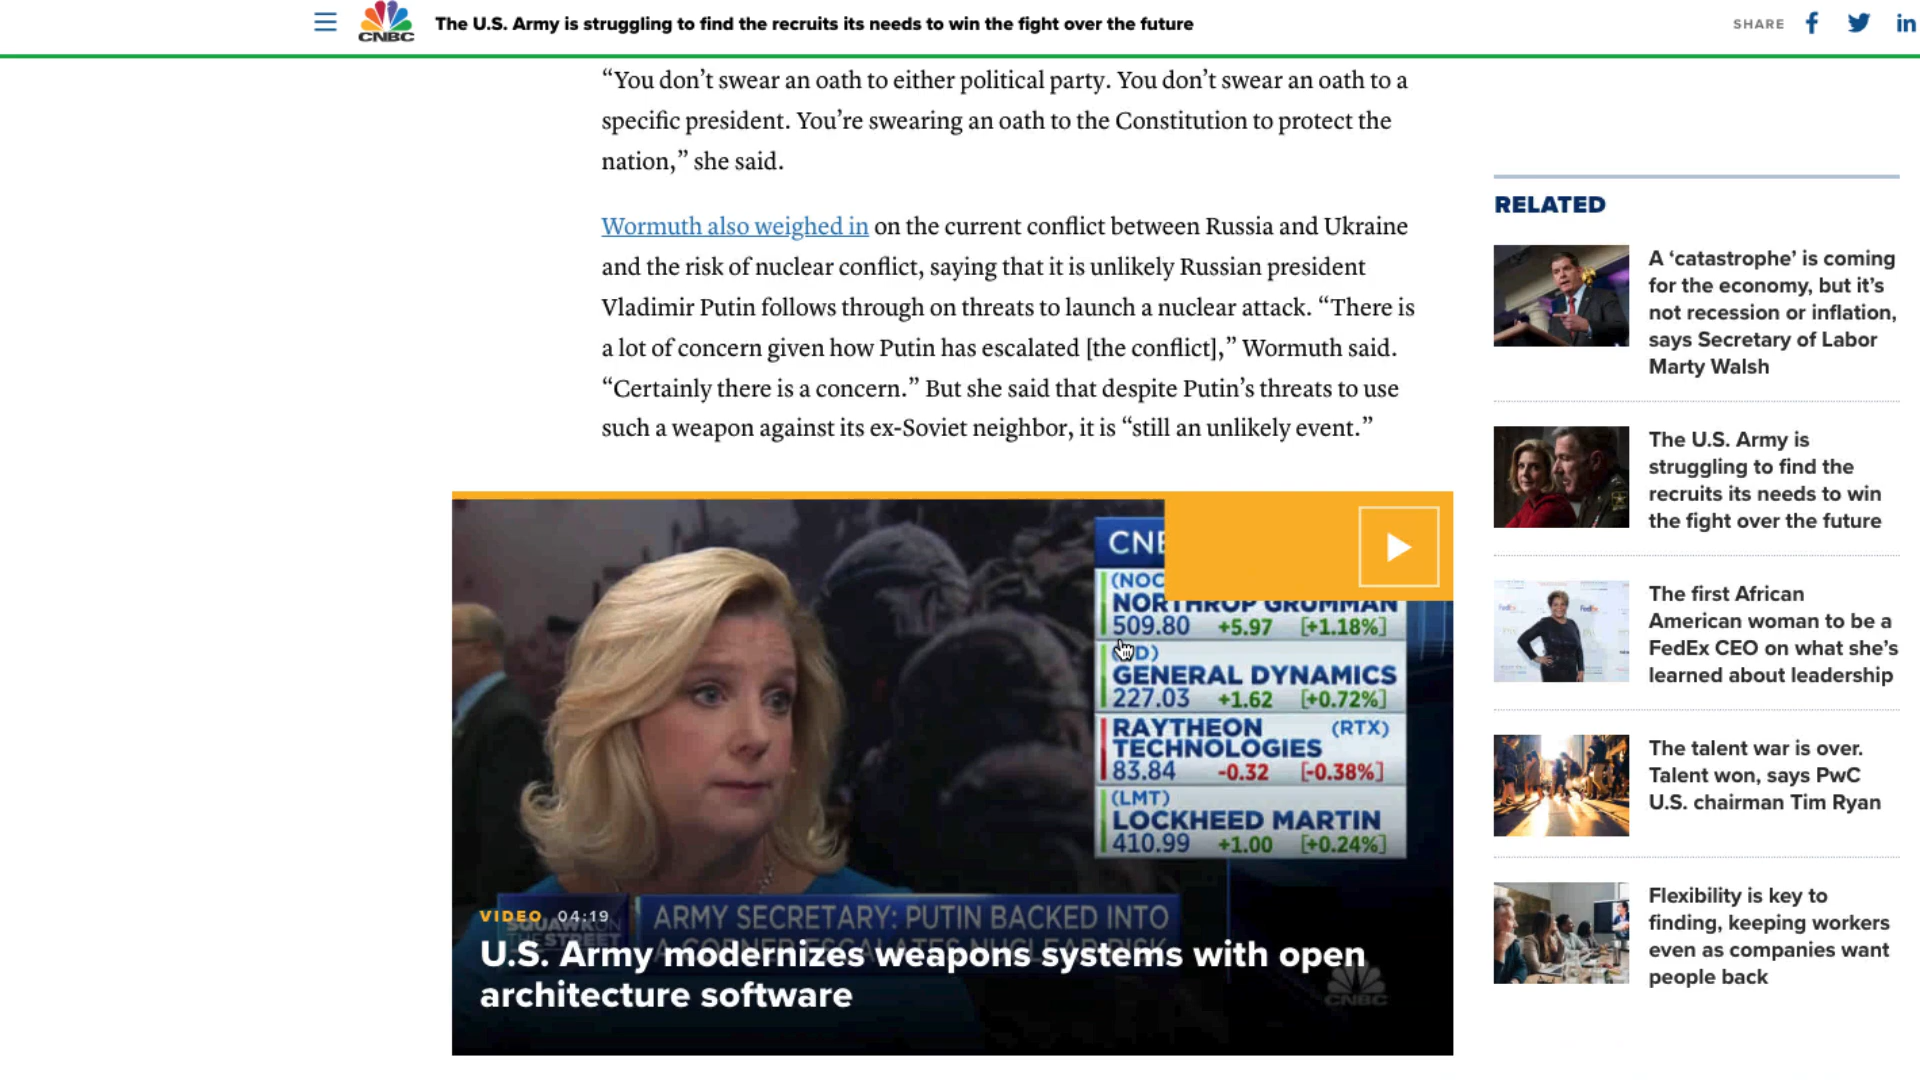 CNBC
The U.S. Army is struggling to find the recruits its needs to win the fight over the future
SHARE
“You don’t swear an oath to either political party. You don’t swear an oath to a
specific president. You’re swearing an oath to the Constitution to protect the
nation,” she said.
Wormuth also weighed in on the current conflict between Russia and Ukraine
and the risk of nuclear conflict, saying that it is unlikely Russian president
Vladimir Putin follows through on threats to launch a nuclear attack. “There is
a lot of concern given how Putin has escalated [the conflict],” Wormuth said.
“Certainly there is a concern.” But she said that despite Putin’s threats to use
such a weapon against its ex-Soviet neighbor, it is “still an unlikely event.”
CNB
(NOC
NORTHROP GRUMMAN
509.80 +5.97 [+1.18%]
D)
GENERAL DYNAMICS
227.03 +1.62 [+0.72%]
RAYTHEON (RTX)
TECHNOLOGIES
83.84 -0.32 [-0.38%]
(LMT)
LOCKHEED MARTIN
410.99 +1.00 [+0.24%]
VIDEO 04:19
SQUAWK ON
THE STREET
ARMY SECRETARY: PUTIN BACKED INTO
A CORNER ESCALATES NUCLEAR RISK
U.S. Army modernizes weapons systems with open
architecture software
CNBC
RELATED
A ‘catastrophe’ is coming
for the economy, but it’s
not recession or inflation,
says Secretary of Labor
Marty Walsh
The U.S. Army is
struggling to find the
recruits its needs to win
the fight over the future
The first African
American woman to be a
FedEx CEO on what she’s
learned about leadership
The talent war is over.
Talent won, says PwC
U.S. chairman Tim Ryan
Flexibility is key to
finding, keeping workers
even as companies want
people back